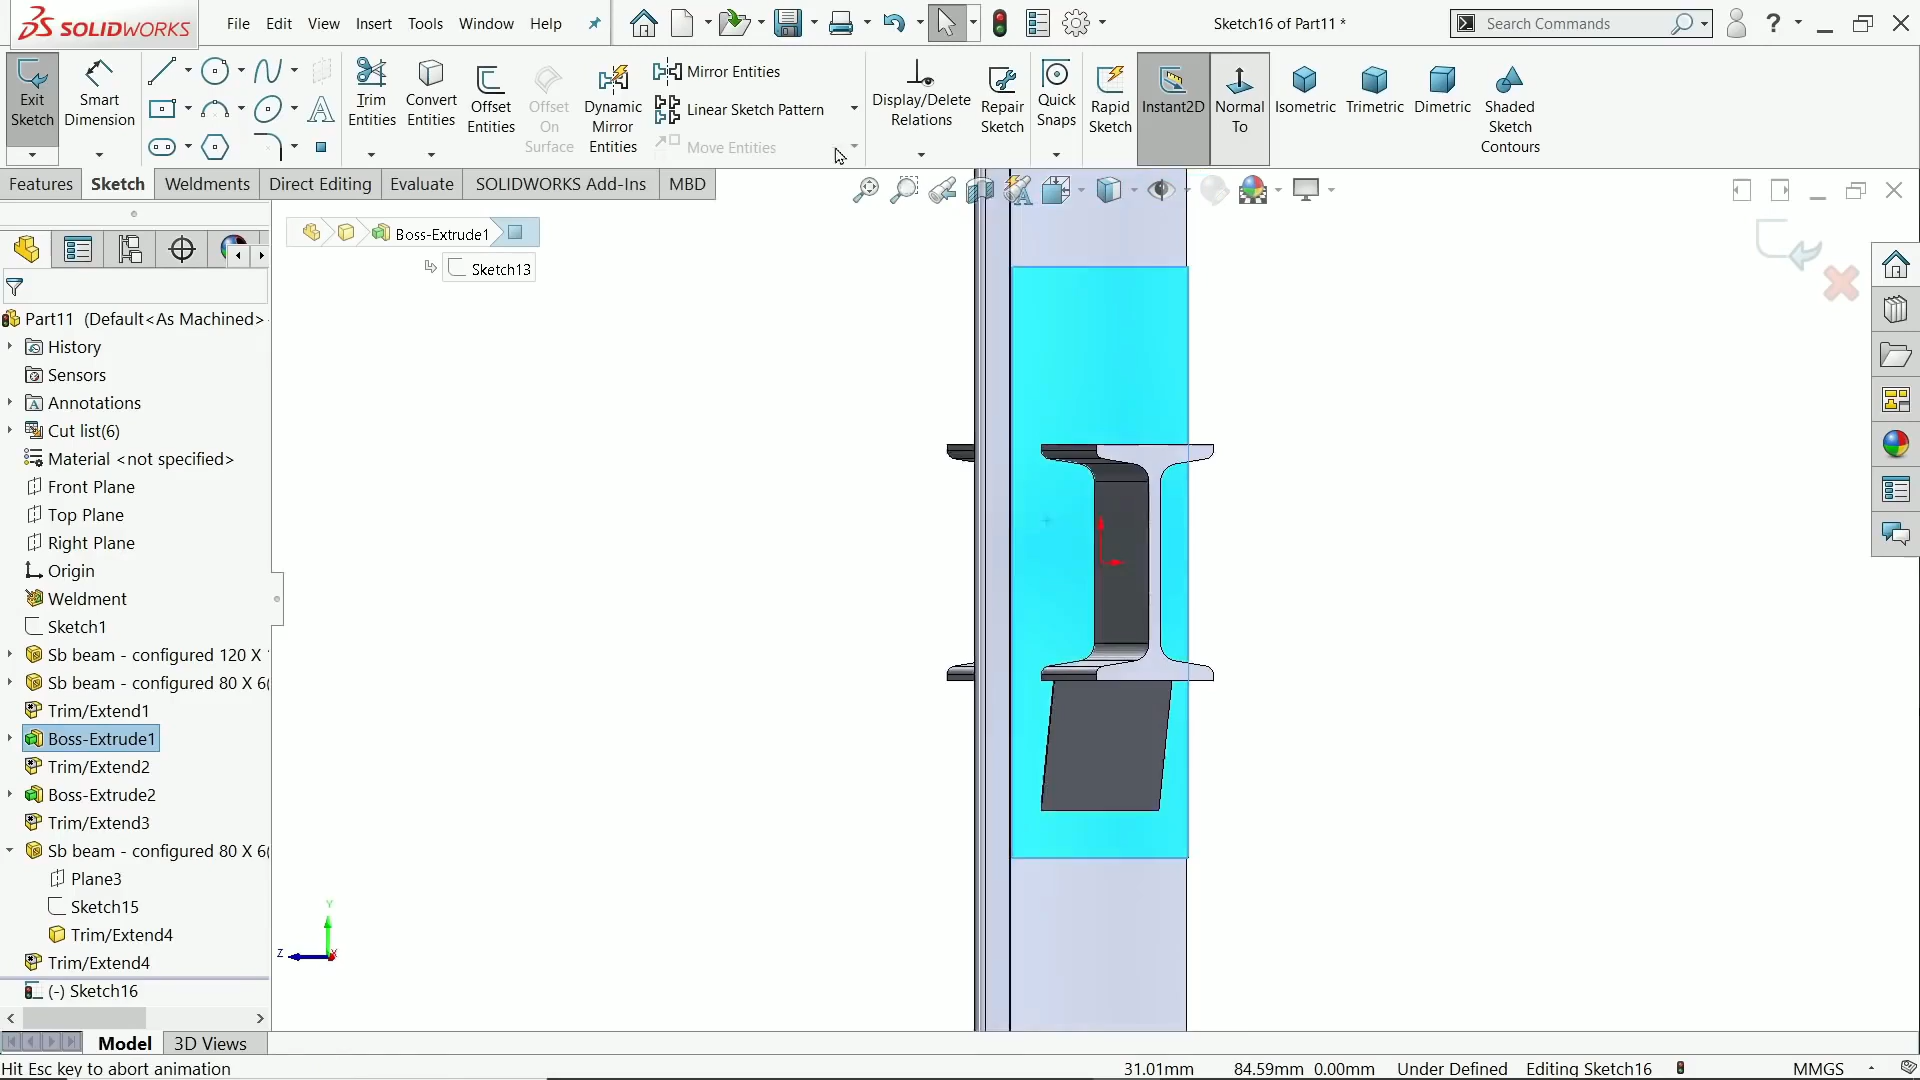 SOLIDWORKS
File Edit View Insert Tools Window Help
Sketch16 of Part11 *
Search Commands
Exit Sketch
Smart Dimension
Trim Entities
Convert Entities
Offset Entities
Offset On Surface
Dynamic Mirror Entities
Mirror Entities
Linear Sketch Pattern
Move Entities
Display/Delete Relations
Repair Sketch
Quick Snaps
Rapid Sketch
Instant2D
Normal To
Isometric
Trimetric
Dimetric
Shaded Sketch Contours
Features Sketch Weldments Direct Editing Evaluate SOLIDWORKS Add-Ins MBD
Boss-Extrude1
Sketch13
Part11 (Default<As Machined>
History
Sensors
Annotations
Cut list(6)
Material <not specified>
Front Plane
Top Plane
Right Plane
Origin
Weldment
Sketch1
Sb beam - configured 120 X
Sb beam - configured 80 X 6(
Trim/Extend1
Boss-Extrude1
Trim/Extend2
Boss-Extrude2
Trim/Extend3
Sb beam - configured 80 X 6(
Plane3
Sketch15
Trim/Extend4
Trim/Extend4
(-) Sketch16
Y
Z
X
Model 3D Views
Hit Esc key to abort animation
31.01mm 84.59mm 0.00mm Under Defined Editing Sketch16 MMGS